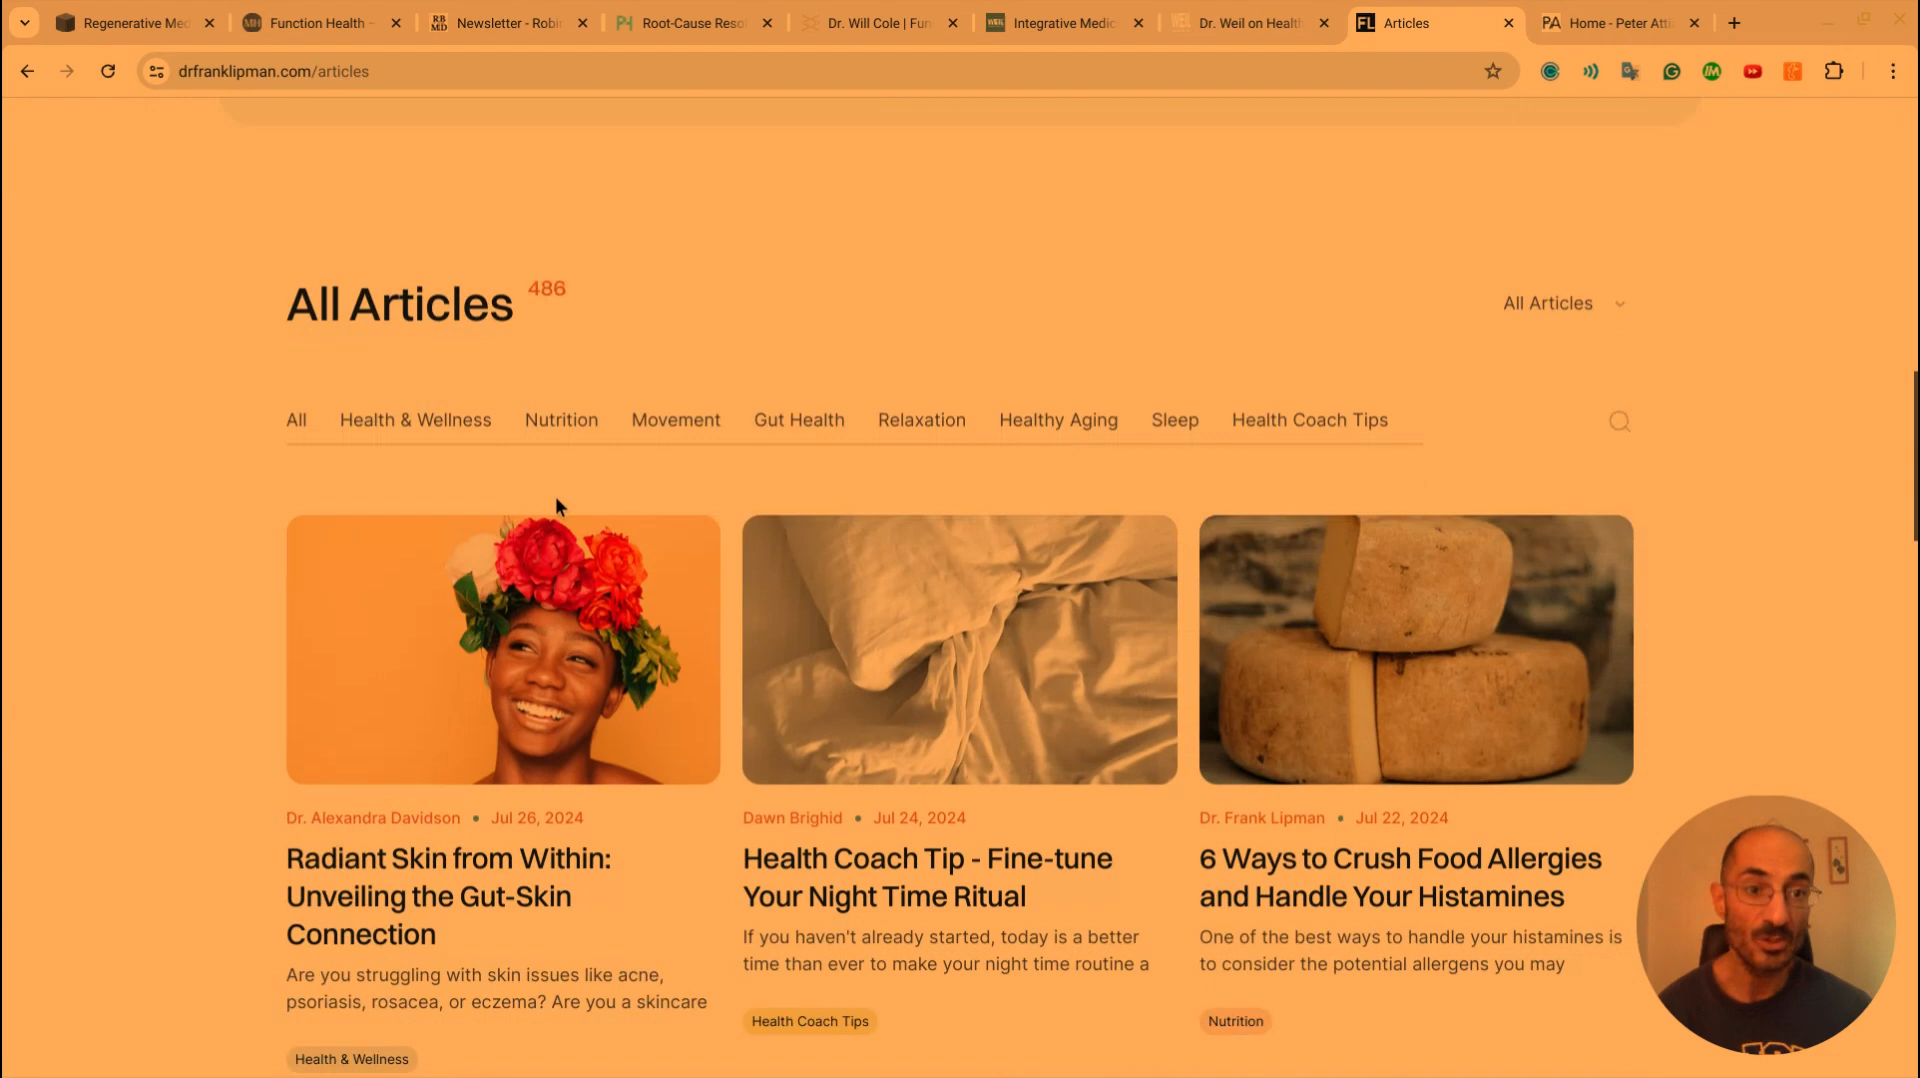 Regenerative Med
Function Health -
RB
MD
Newsletter - Robin
Root-Cause Reso
Dr. Will Cole | Fun
WEIL
Integrative Medic
WEIL
Dr. Weil on Health
FL
Articles
PA
Home - Peter Atti
drfranklipman.com/articles
All Articles 486
All Articles
All
Health & Wellness
Nutrition
Movement
Gut Health
Relaxation
Healthy Aging
Sleep
Health Coach Tips
Dr. Alexandra Davidson • Jul 26, 2024
Radiant Skin from Within:
Unveiling the Gut-Skin
Connection
Are you struggling with skin issues like acne,
psoriasis, rosacea, or eczema? Are you a skincare
Health & Wellness
Dawn Brighid • Jul 24, 2024
Health Coach Tip - Fine-tune
Your Night Time Ritual
If you haven't already started, today is a better
time than ever to make your night time routine a
Health Coach Tips
Dr. Frank Lipman • Jul 22, 2024
6 Ways to Crush Food Allergies
and Handle Your Histamines
One of the best ways to handle your histamines is
to consider the potential allergens you may
Nutrition